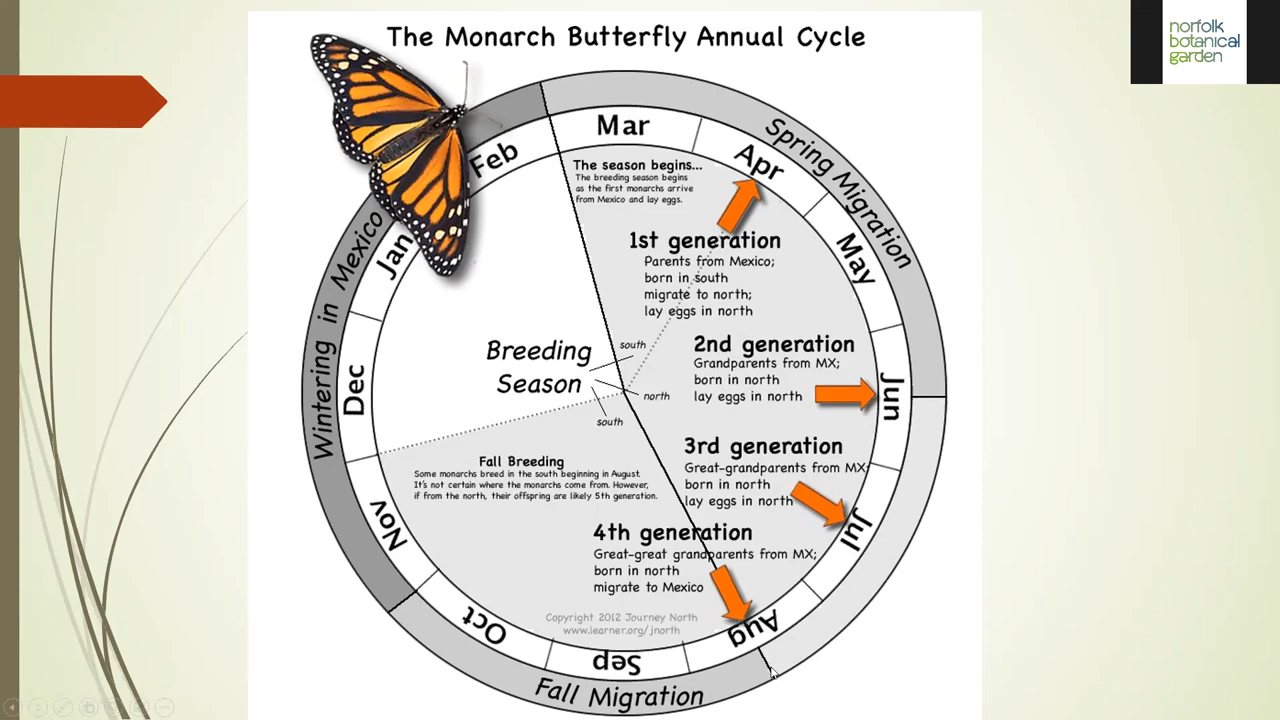 The Monarch Butterfly Annual Cycle
norfolk
botanical
garden
Mar
Apr
May
Jun
Jul
Aug
Sep
Oct
Nov
Dec
Jan
Feb
Spring Migration
Fall Migration
Wintering in Mexico
The season begins...
The breeding season begins
as the first monarchs arrive
from Mexico and lay eggs.
1st generation
Parents from Mexico;
born in south
migrate to north;
lay eggs in north
2nd generation
Grandparents from MX;
born in north
lay eggs in north
Breeding
Season
south
north
south
3rd generation
Great-grandparents from MX;
born in north
lay eggs in north
Fall Breeding
Some monarchs breed in the south beginning in August.
It's not certain where the monarchs come from. However,
if from the north, their offspring are likely 5th generation.
4th generation
Great-great grandparents from MX;
born in north
migrate to Mexico
Copyright 2012 Journey North
www.learner.org/jnorth